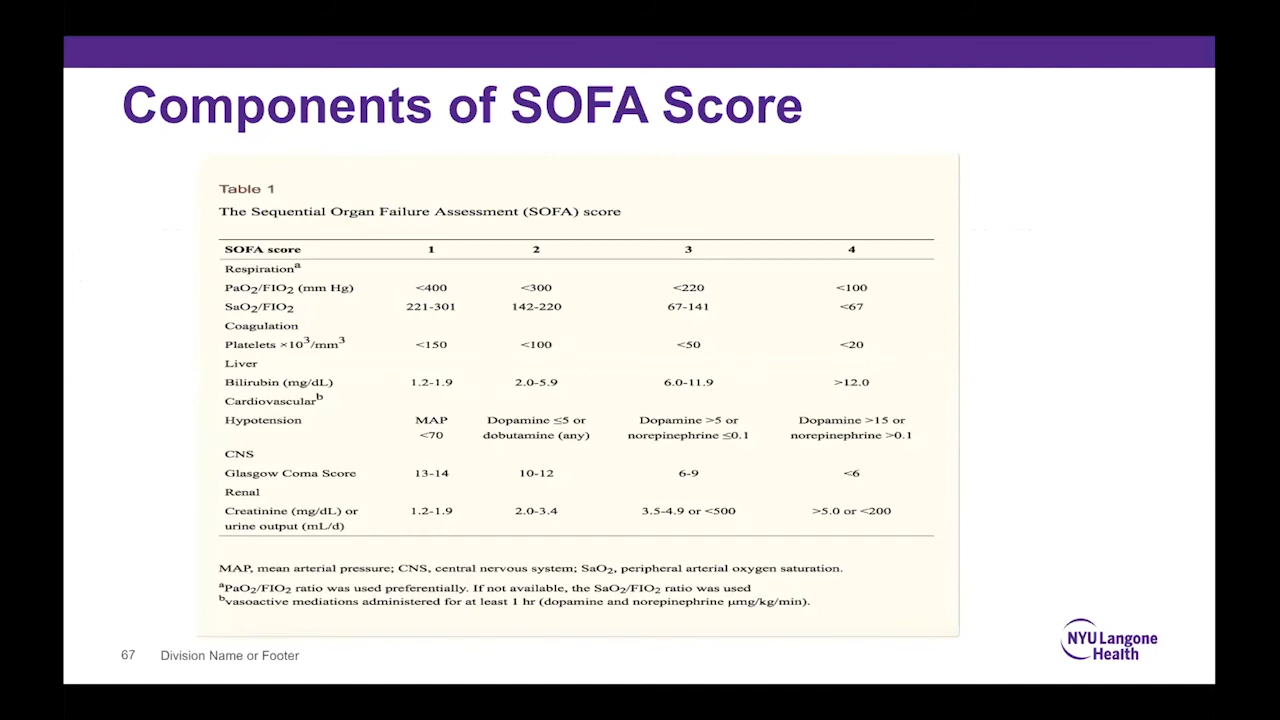 Components of SOFA Score
Table 1
The Sequential Organ Failure Assessment (SOFA) score
SOFA score 1 2 3 4
Respirationᵃ
PaO₂/FIO₂ (mm Hg) <400 <300 <220 <100
SaO₂/FIO₂ 221-301 142-220 67-141 <67
Coagulation
Platelets ×10³/mm³ <150 <100 <50 <20
Liver
Bilirubin (mg/dL) 1.2-1.9 2.0-5.9 6.0-11.9 >12.0
Cardiovascularᵇ
Hypotension MAP Dopamine ≤5 or Dopamine >5 or Dopamine >15 or
<70 dobutamine (any) norepinephrine ≤0.1 norepinephrine >0.1
CNS
Glasgow Coma Score 13-14 10-12 6-9 <6
Renal
Creatinine (mg/dL) or 1.2-1.9 2.0-3.4 3.5-4.9 or <500 >5.0 or <200
urine output (mL/d)
MAP, mean arterial pressure; CNS, central nervous system; SaO₂, peripheral arterial oxygen saturation.
ᵃPaO₂/FIO₂ ratio was used preferentially. If not available, the SaO₂/FIO₂ ratio was used
ᵇvasoactive mediations administered for at least 1 hr (dopamine and norepinephrine μmg/kg/min).
67 Division Name or Footer
NYU Langone
Health